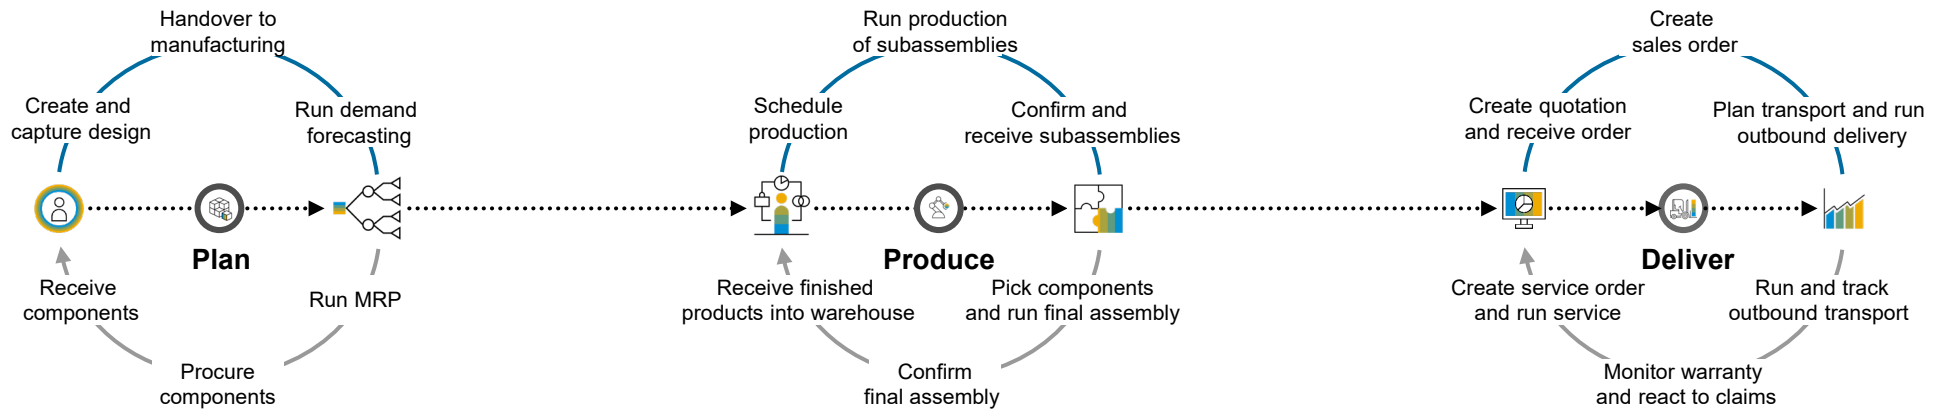 Handover to
manufacturing
Create and
capture design
Run demand
forecasting
Plan
Receive
components
Run MRP
Procure
components
Run production
of subassemblies
Schedule
production
Confirm and
receive subassemblies
Produce
Receive finished
products into warehouse
Pick components
and run final assembly
Confirm
final assembly
Create
sales order
Create quotation
and receive order
Plan transport and run
outbound delivery
Deliver
Create service order
and run service
Run and track
outbound transport
Monitor warranty
and react to claims